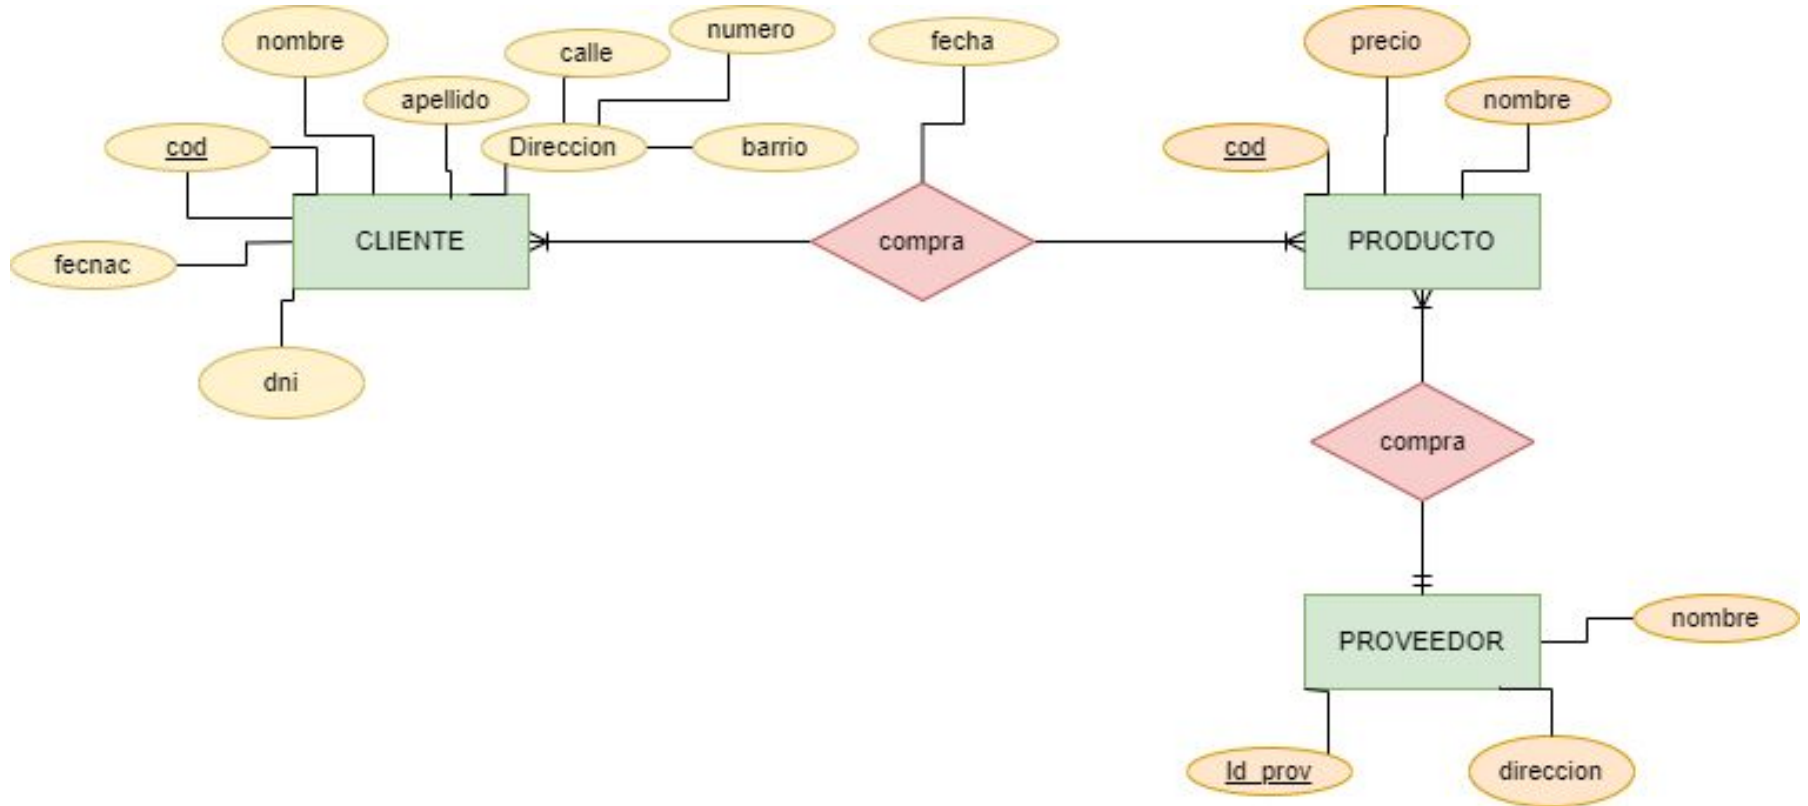 numero
nombre
calle
fecha
precio
apellido
nombre
cod
Direccion
barrio
cod
CLIENTE
compra
PRODUCTO
fecnac
dni
compra
nombre
PROVEEDOR
Id_prov
direccion